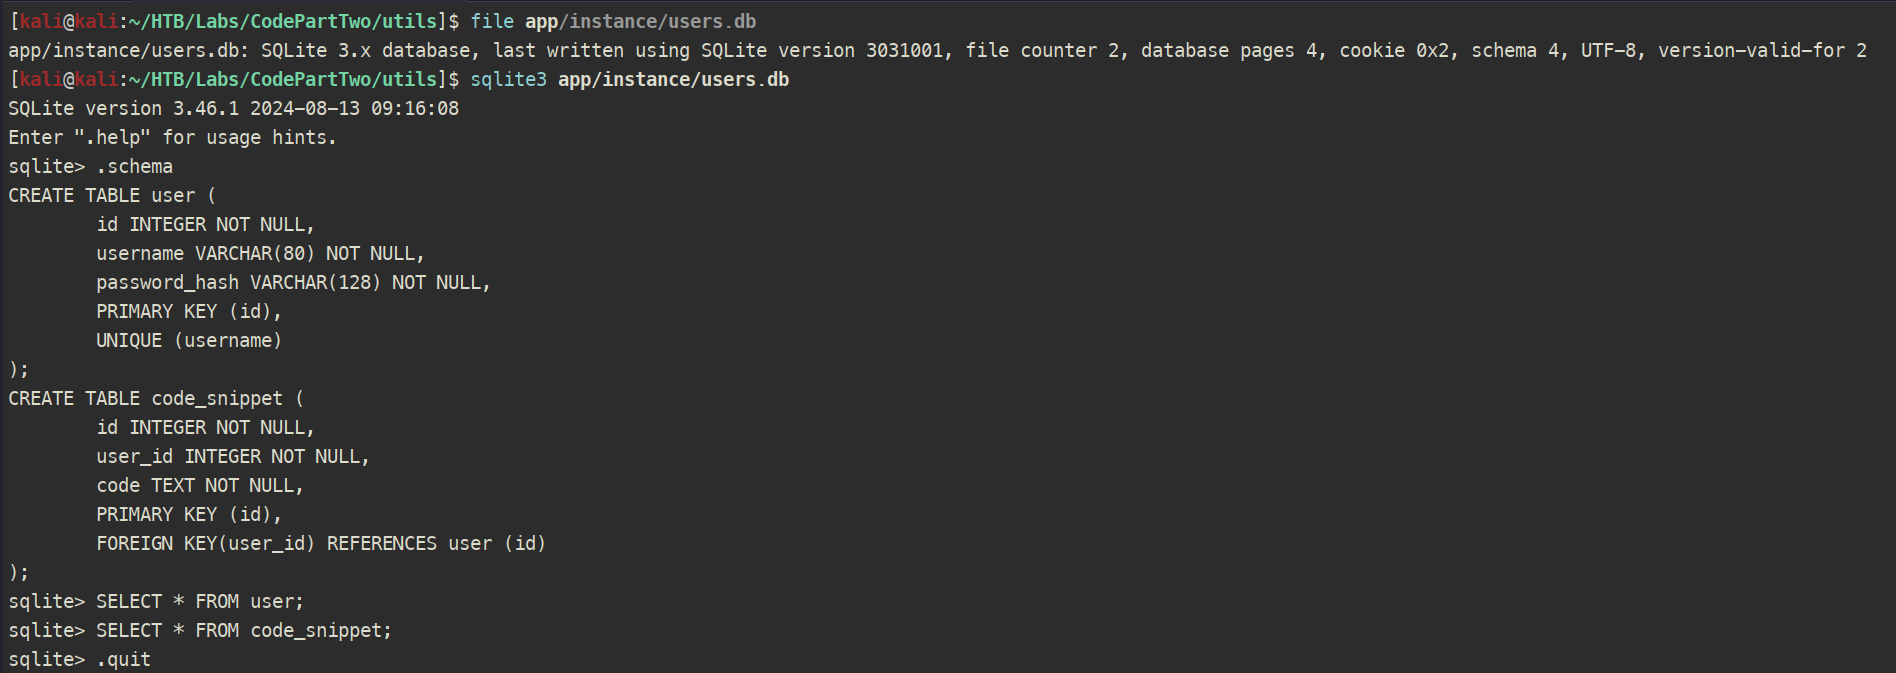 [kali@kali:~/HTB/Labs/CodePartTwo/utils]$ file app/instance/users.db
app/instance/users.db: SQLite 3.x database, last written using SQLite version 3031001, file counter 2, database pages 4, cookie 0x2, schema 4, UTF-8, version-valid-for 2
[kali@kali:~/HTB/Labs/CodePartTwo/utils]$ sqlite3 app/instance/users.db
SQLite version 3.46.1 2024-08-13 09:16:08
Enter ".help" for usage hints.
sqlite> .schema
CREATE TABLE user (
        id INTEGER NOT NULL,
        username VARCHAR(80) NOT NULL,
        password_hash VARCHAR(128) NOT NULL,
        PRIMARY KEY (id),
        UNIQUE (username)
);
CREATE TABLE code_snippet (
        id INTEGER NOT NULL,
        user_id INTEGER NOT NULL,
        code TEXT NOT NULL,
        PRIMARY KEY (id),
        FOREIGN KEY(user_id) REFERENCES user (id)
);
sqlite> SELECT * FROM user;
sqlite> SELECT * FROM code_snippet;
sqlite> .quit